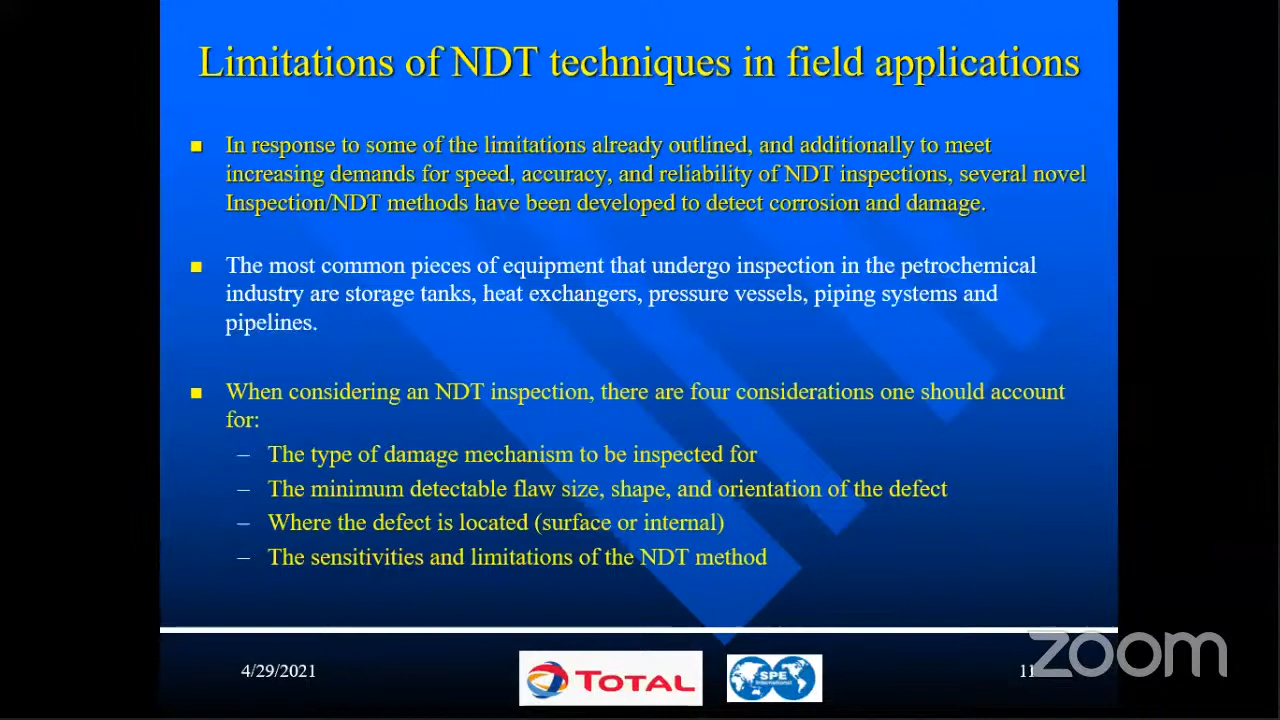 Limitations of NDT techniques in field applications
In response to some of the limitations already outlined, and additionally to meet
increasing demands for speed, accuracy, and reliability of NDT inspections, several novel
Inspection/NDT methods have been developed to detect corrosion and damage.
The most common pieces of equipment that undergo inspection in the petrochemical
industry are storage tanks, heat exchangers, pressure vessels, piping systems and
pipelines.
When considering an NDT inspection, there are four considerations one should account
for:
– The type of damage mechanism to be inspected for
– The minimum detectable flaw size, shape, and orientation of the defect
– Where the defect is located (surface or internal)
– The sensitivities and limitations of the NDT method
4/29/2021
TOTAL
SPE
International
11
zoom